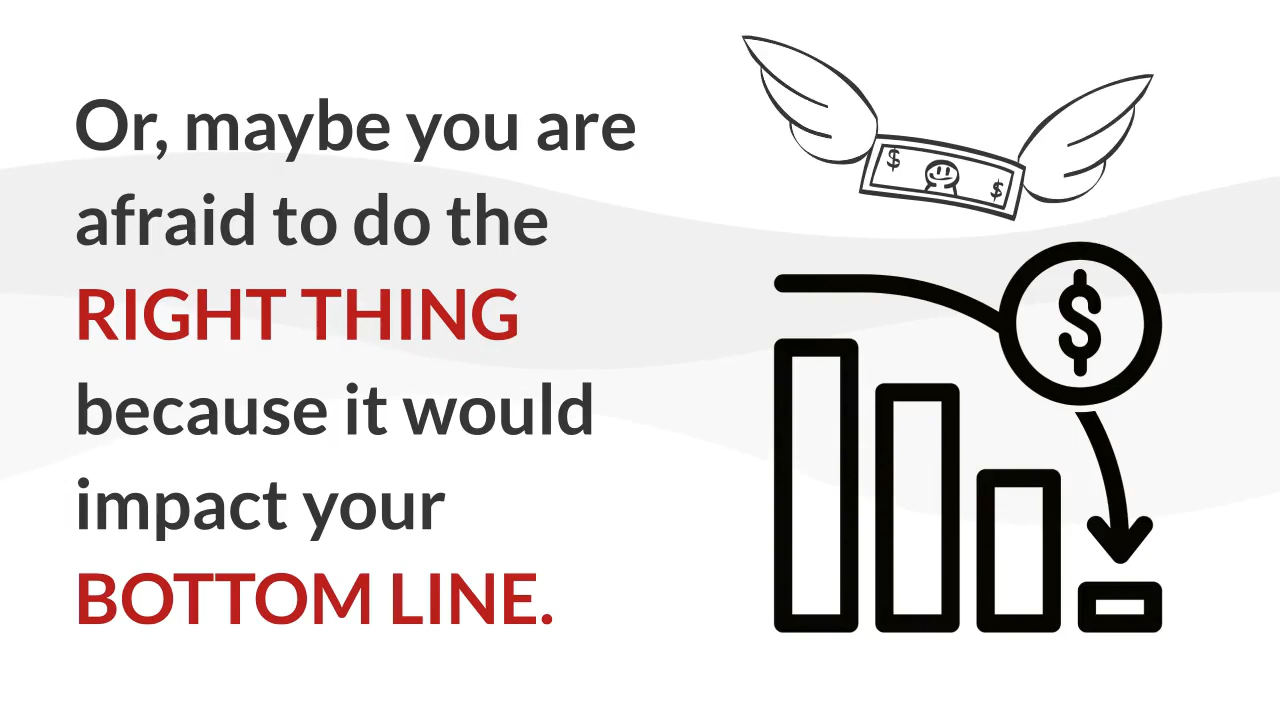 Or, maybe you are
afraid to do the
RIGHT THING
because it would
impact your
BOTTOM LINE.
$
$
$